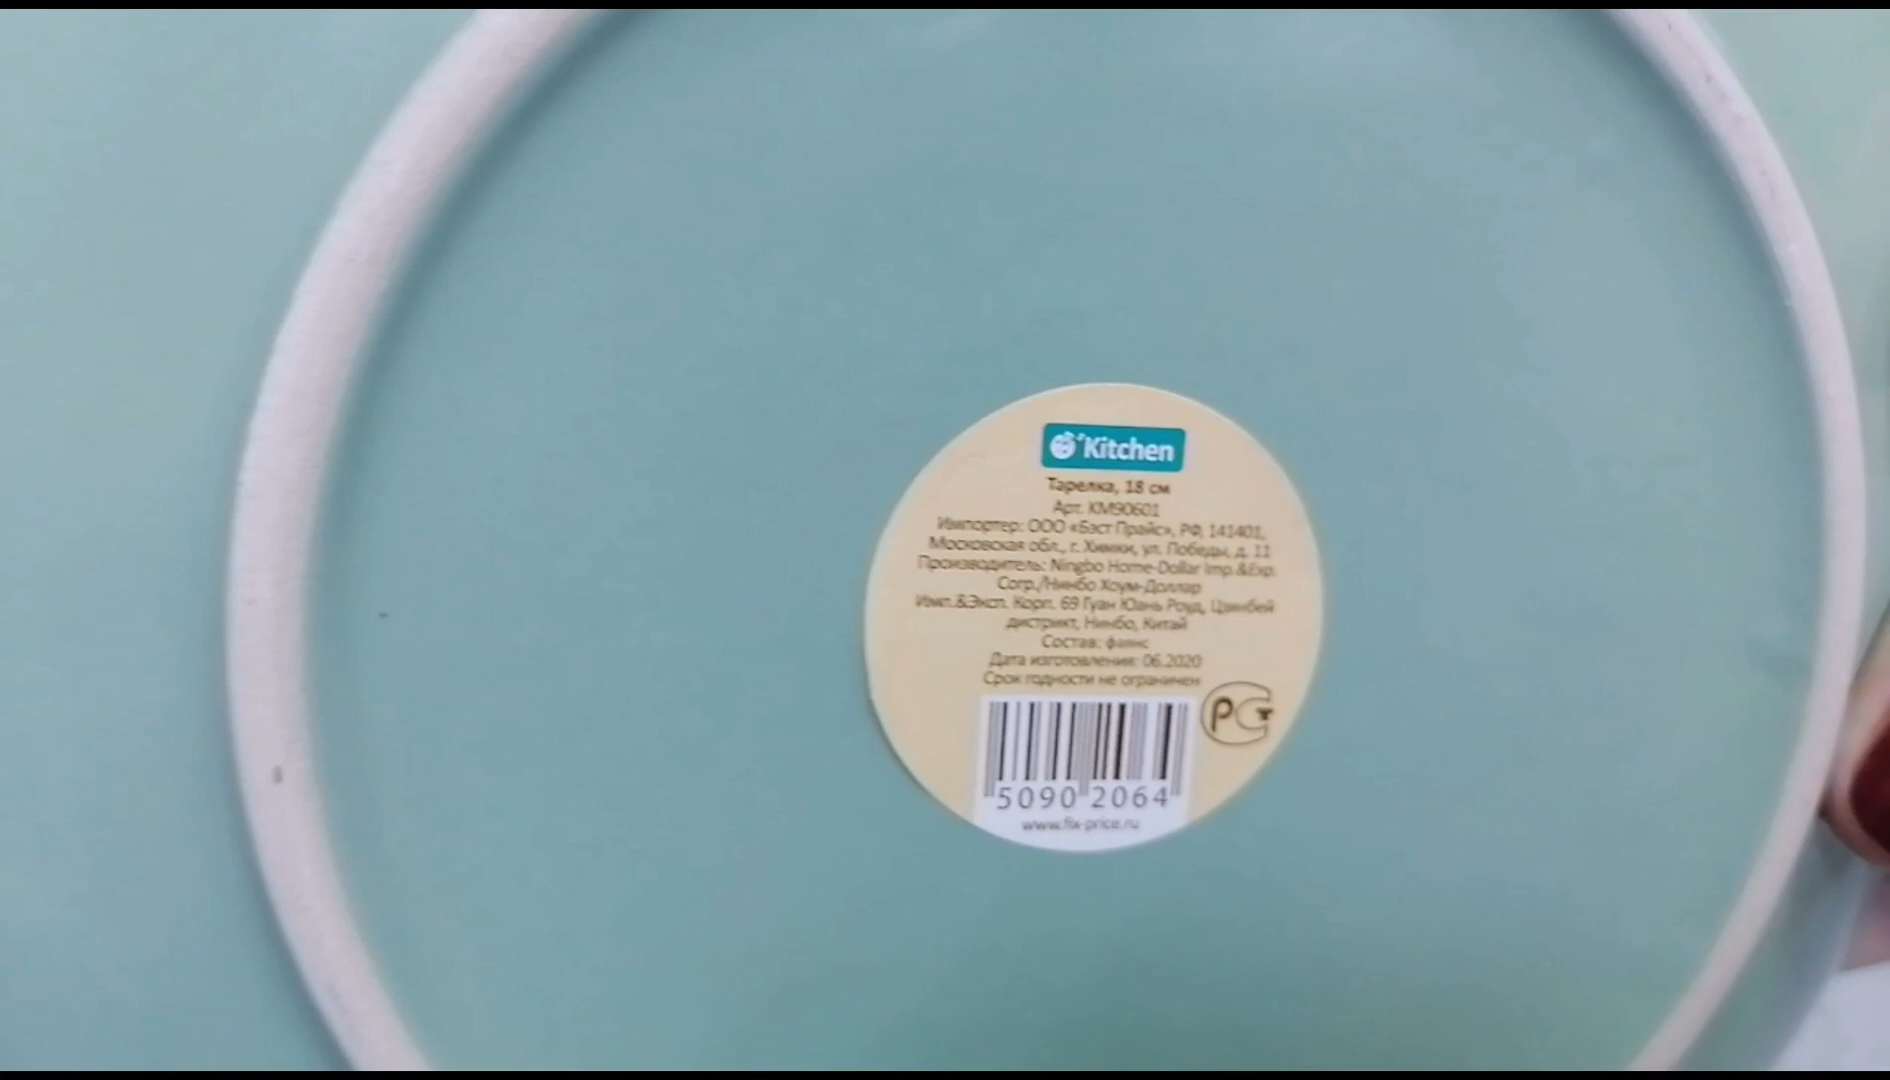 Kitchen
Тарелка, 18 см
Арт. КМ90601
Импортер: ООО «Бэст Прайс», РФ, 141401,
Московская обл., г. Химки, ул. Победы, д. 11
Производитель: Ningbo Home-Dollar Imp.&Exp.
Corp./Нинбо Хоум-Доллар
Имп.&Эксп. Корп. 69 Гуан Юань Роуд, Цзянбей
дистрикт, Нинбо, Китай
Состав: фаянс
Дата изготовления: 06.2020
Срок годности не ограничен
РСТ
5090 2064
www.fix-price.ru